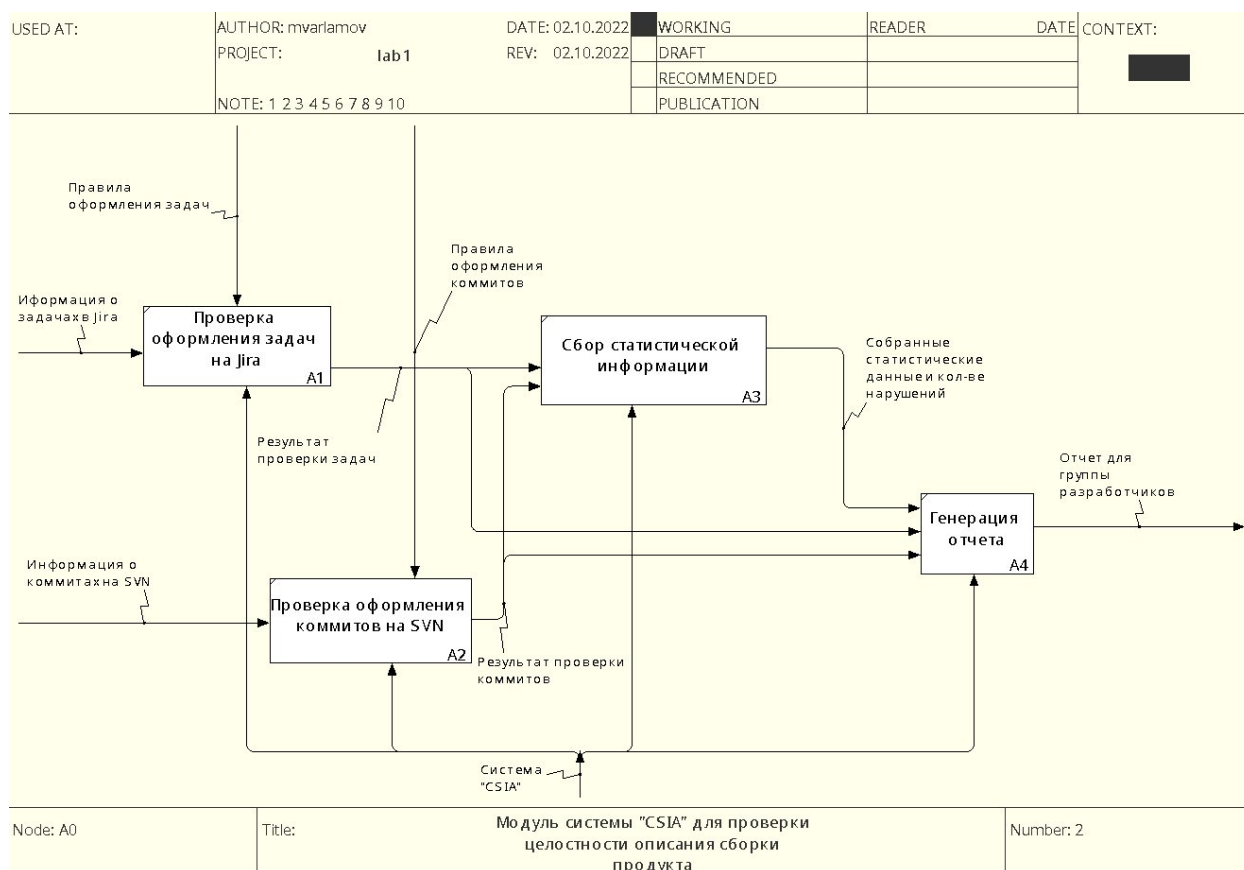 USED AT:
AUTHOR: mvarlamov
DATE: 02.10.2022
WORKING
READER
DATE
CONTEXT:
PROJECT:
lab1
REV: 02.10.2022
DRAFT
RECOMMENDED
NOTE: 1 2 3 4 5 6 7 8 9 10
PUBLICATION
Правила
оформления задач
Правила
оформления
коммитов
Иформация о
задачах в Jira
Проверка
оформления задач
на Jira
A1
Сбор статистической
информации
A3
Собранные
статистические
данные и кол-ве
нарушений
Результат
проверки задач
Отчет для
группы
разработчиков
Генерация
отчета
A4
Информация о
коммитах на SVN
Проверка оформления
коммитов на SVN
A2
Результат проверки
коммитов
Система
"CSIA"
Node: A0
Title:
Модуль системы "CSIA" для проверки
целостности описания сборки
продукта
Number: 2